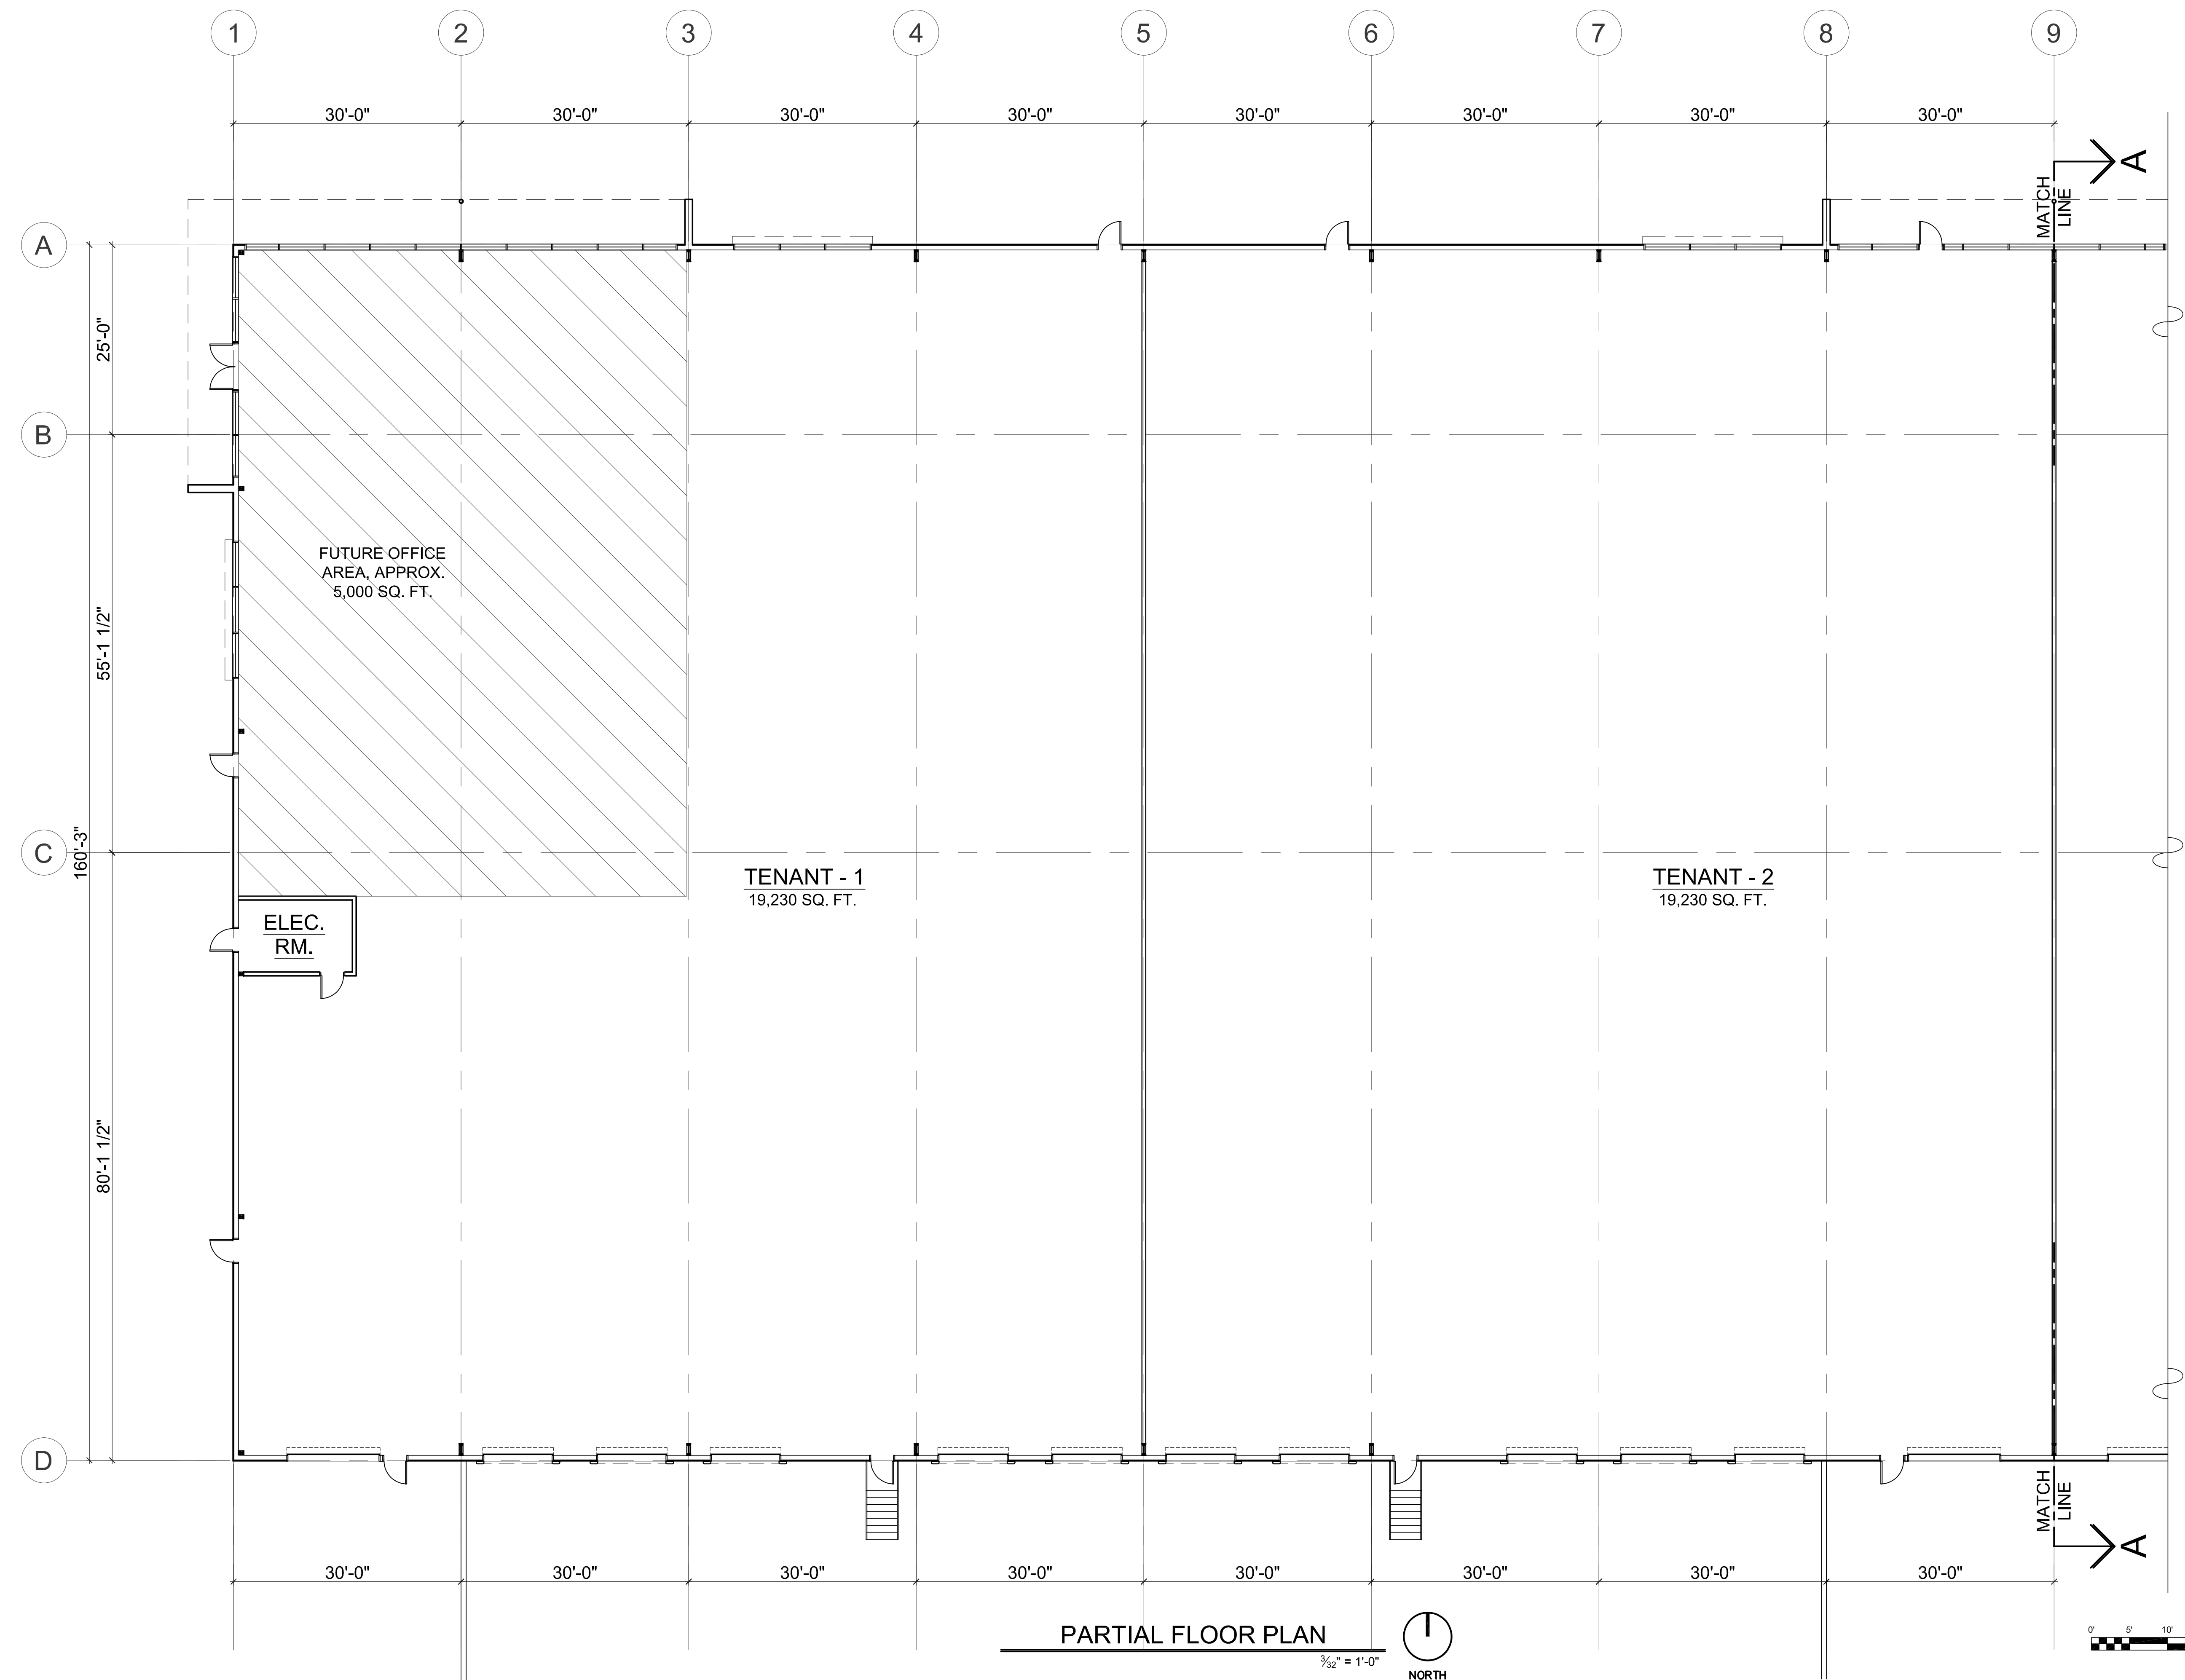 1 2 3 4 5 6 7 8 9
30'-0" 30'-0" 30'-0" 30'-0" 30'-0" 30'-0" 30'-0" 30'-0"
A
MATCH
LINE
A
25'-0"
B
FUTURE OFFICE
AREA, APPROX.
5,000 SQ. FT.
55'-1 1/2"
160'-3"
C
TENANT - 1
19,230 SQ. FT.
TENANT - 2
19,230 SQ. FT.
ELEC.
RM.
80'-1 1/2"
D
MATCH
LINE
A
30'-0" 30'-0" 30'-0" 30'-0" 30'-0" 30'-0" 30'-0" 30'-0"
PARTIAL FLOOR PLAN
3⁄32" = 1'-0"
NORTH
0' 5' 10'